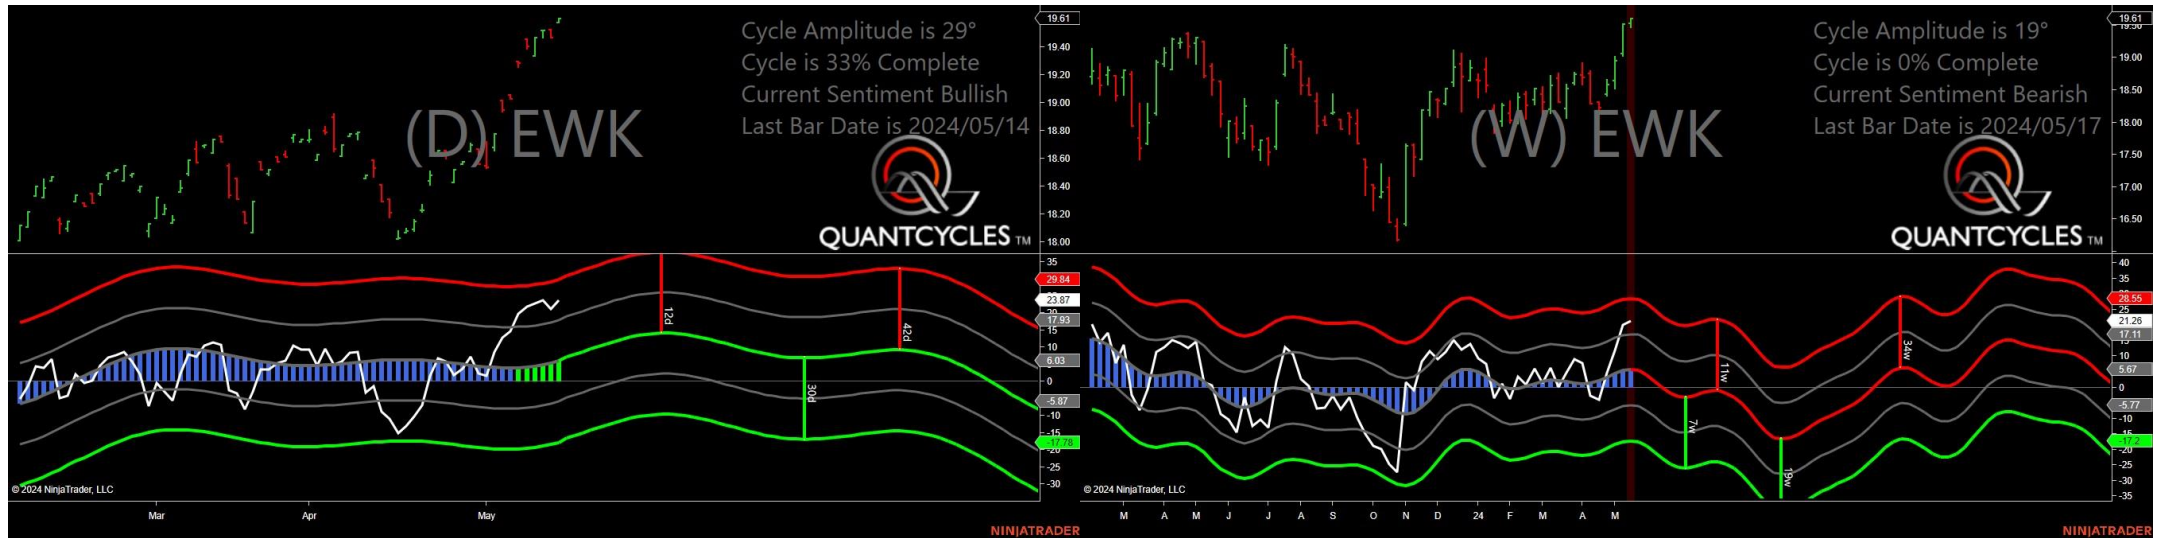 Cycle Amplitude is 29°
Cycle is 33% Complete
Current Sentiment Bullish
Last Bar Date is 2024/05/14
(D) EWK
QUANTCYCLES TM
19.61
19.40
19.20
19.00
18.80
18.60
18.40
18.20
18.00
35
29.84
23.87
17.93
15
10
6.03
0
-5.87
-10
-15
-17.78
-20
-25
-30
12d
30d
42d
© 2024 NinjaTrader, LLC
Mar
Apr
May
NINJATRADER
Cycle Amplitude is 19°
Cycle is 0% Complete
Current Sentiment Bearish
Last Bar Date is 2024/05/17
(W) EWK
QUANTCYCLES TM
19.61
19.50
19.00
18.50
18.00
17.50
17.00
16.50
40
35
28.55
21.26
17.11
15
10
5.67
0
-5.77
-10
-17.2
-20
-25
-30
-35
7w
11w
19w
34w
© 2024 NinjaTrader, LLC
M A M J J A S O N D 24 F M A M
NINJATRADER